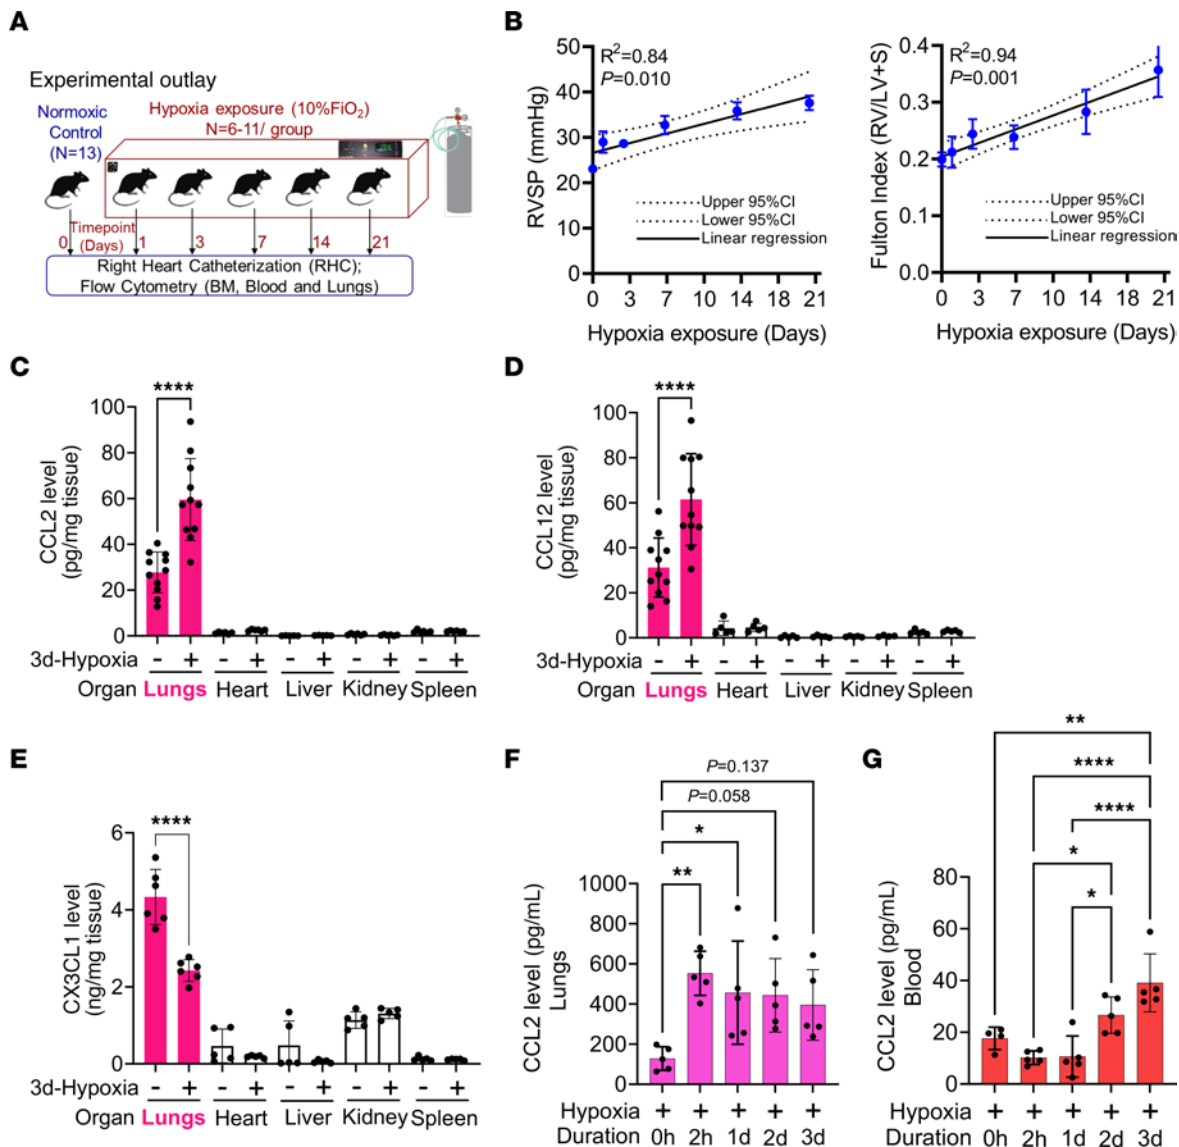 A
Experimental outlay
Normoxic
Control
(N=13)
Hypoxia exposure (10%FiO2)
N=6-11/ group
Timepoint
(Days)
0 1 3 7 14 21
Right Heart Catheterization (RHC);
Flow Cytometry (BM, Blood and Lungs)
B
R2=0.84
P=0.010
RVSP (mmHg)
50
40
30
20
10
0
Upper 95%CI
Lower 95%CI
Linear regression
0 3 7 10 14 17 21
Hypoxia exposure (Days)
R2=0.94
P=0.001
Fulton Index (RV/LV+S)
0.4
0.3
0.2
0.1
0.0
Upper 95%CI
Lower 95%CI
Linear regression
0 3 7 10 14 17 21
Hypoxia exposure (Days)
C
****
CCL2 level
(pg/mg tissue)
100
80
60
40
20
0
3d-Hypoxia - + - + - + - + - +
Organ Lungs Heart Liver Kidney Spleen
D
****
CCL12 level
(pg/mg tissue)
100
80
60
40
20
0
3d-Hypoxia - + - + - + - + - +
Organ Lungs Heart Liver Kidney Spleen
E
****
CX3CL1 level
(ng/mg tissue)
6
4
2
0
3d-Hypoxia - + - + - + - + - +
Organ Lungs Heart Liver Kidney Spleen
F
P=0.137
P=0.058
*
**
CCL2 level (pg/mL)
Lungs
1000
800
600
400
200
0
Hypoxia + + + + +
Duration 0h 2h 1d 2d 3d
G
**
****
****
*
*
CCL2 level (pg/mL)
Blood
80
60
40
20
0
Hypoxia + + + + +
Duration 0h 2h 1d 2d 3d